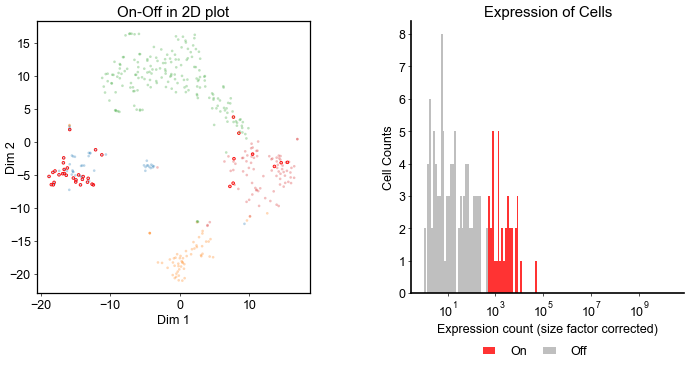 On-Off in 2D plot
15
10
5
0
−5
−10
−15
−20
Dim 2
−20 −10 0 10
Dim 1
Expression of Cells
8
7
6
5
4
3
2
1
0
Cell Counts
10^1 10^3 10^5 10^7 10^9
Expression count (size factor corrected)
On Off